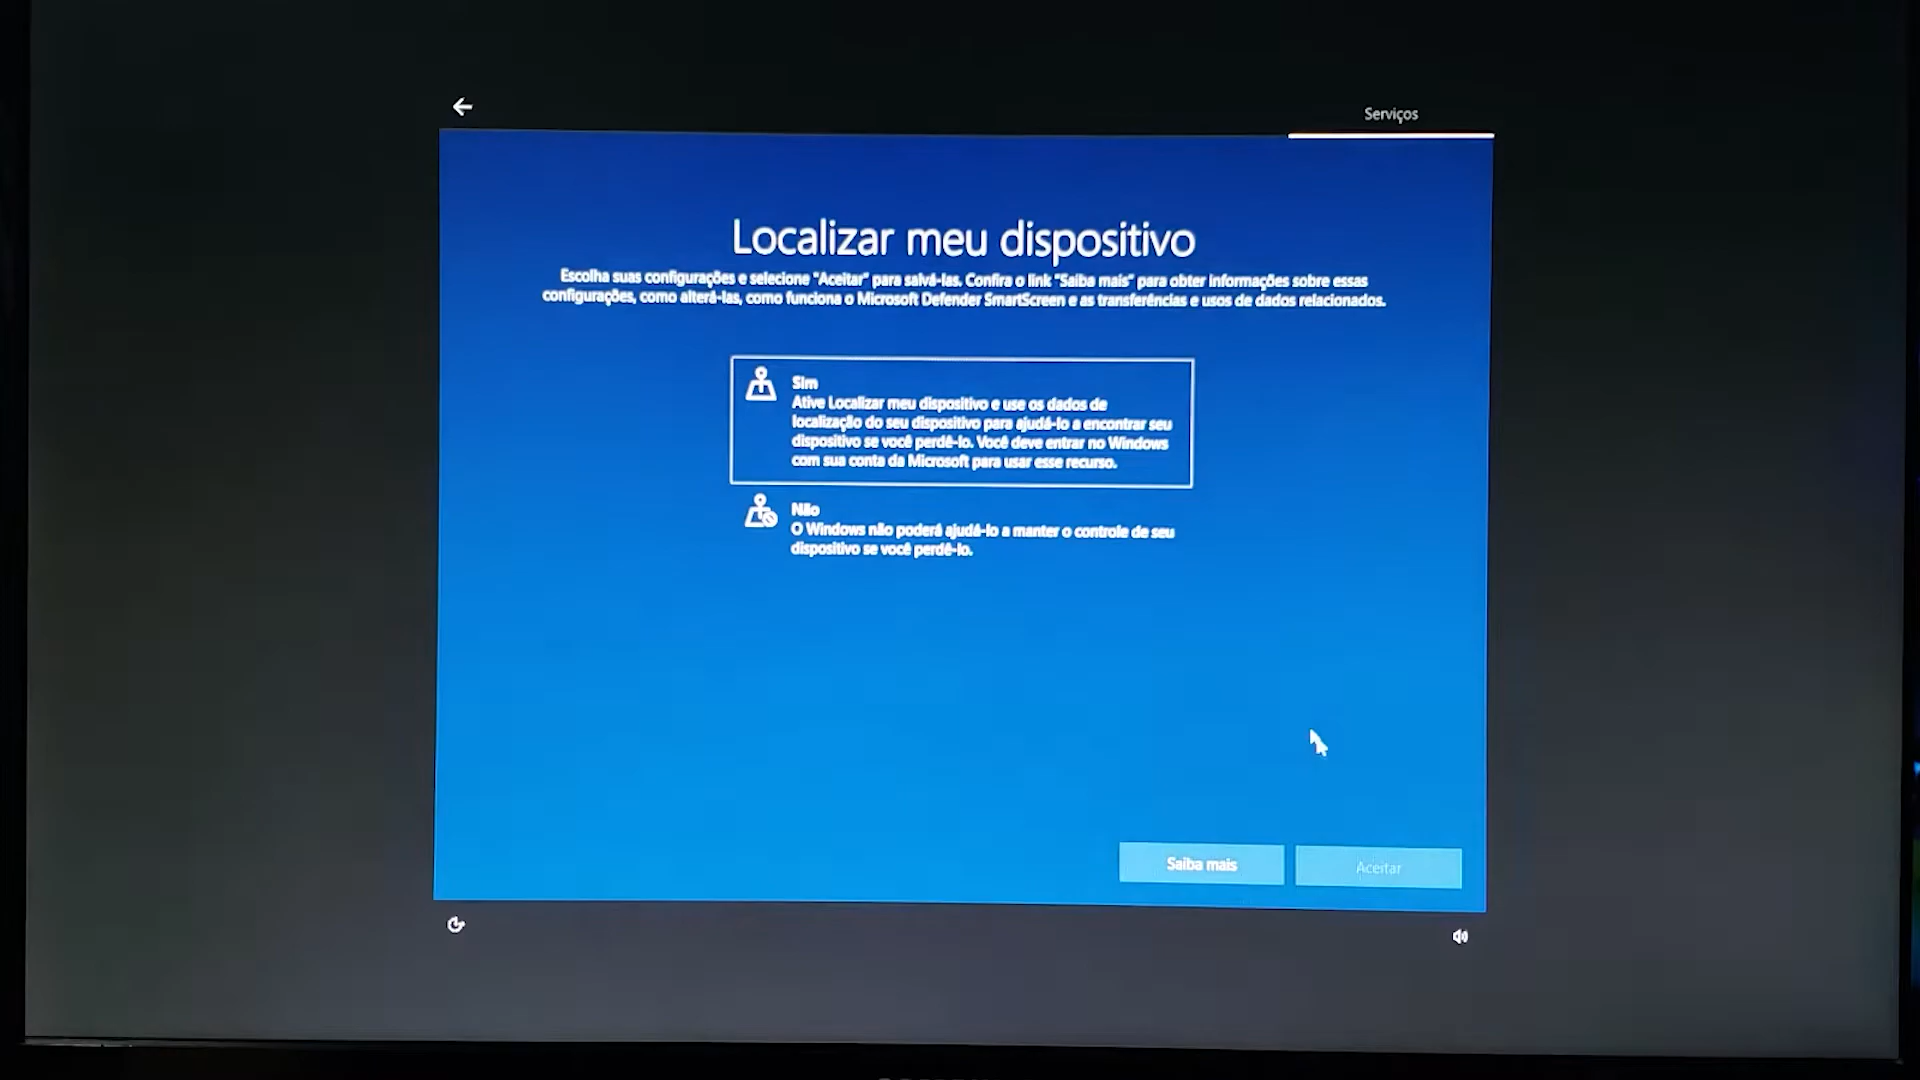 Serviços
Localizar meu dispositivo
Escolha suas configurações e selecione "Aceitar" para salvá-las. Confira o link "Saiba mais" para obter informações sobre essas
configurações, como alterá-las, como funciona o Microsoft Defender SmartScreen e as transferências e usos de dados relacionados.
Sim
Ative Localizar meu dispositivo e use os dados de
localização do seu dispositivo para ajudá-lo a encontrar seu
dispositivo se você perdê-lo. Você deve entrar no Windows
com sua conta da Microsoft para usar esse recurso.
Não
O Windows não poderá ajudá-lo a manter o controle de seu
dispositivo se você perdê-lo.
Saiba mais
Aceitar